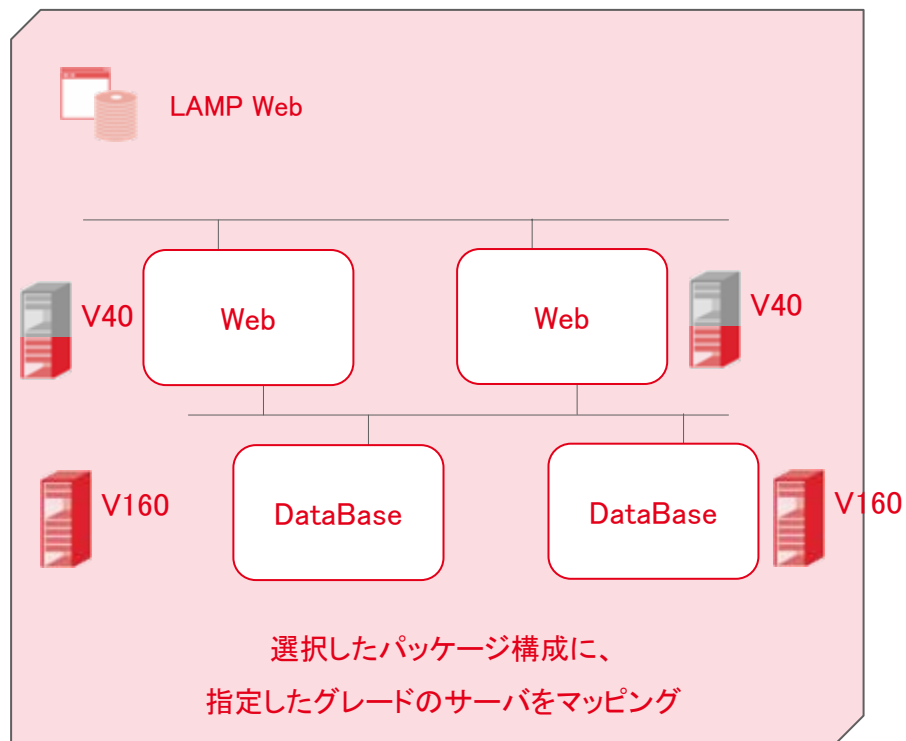 LAMP Web
V40
Web
Web
V40
V160
DataBase
DataBase
V160
選択したパッケージ構成に、
指定したグレードのサーバをマッピング